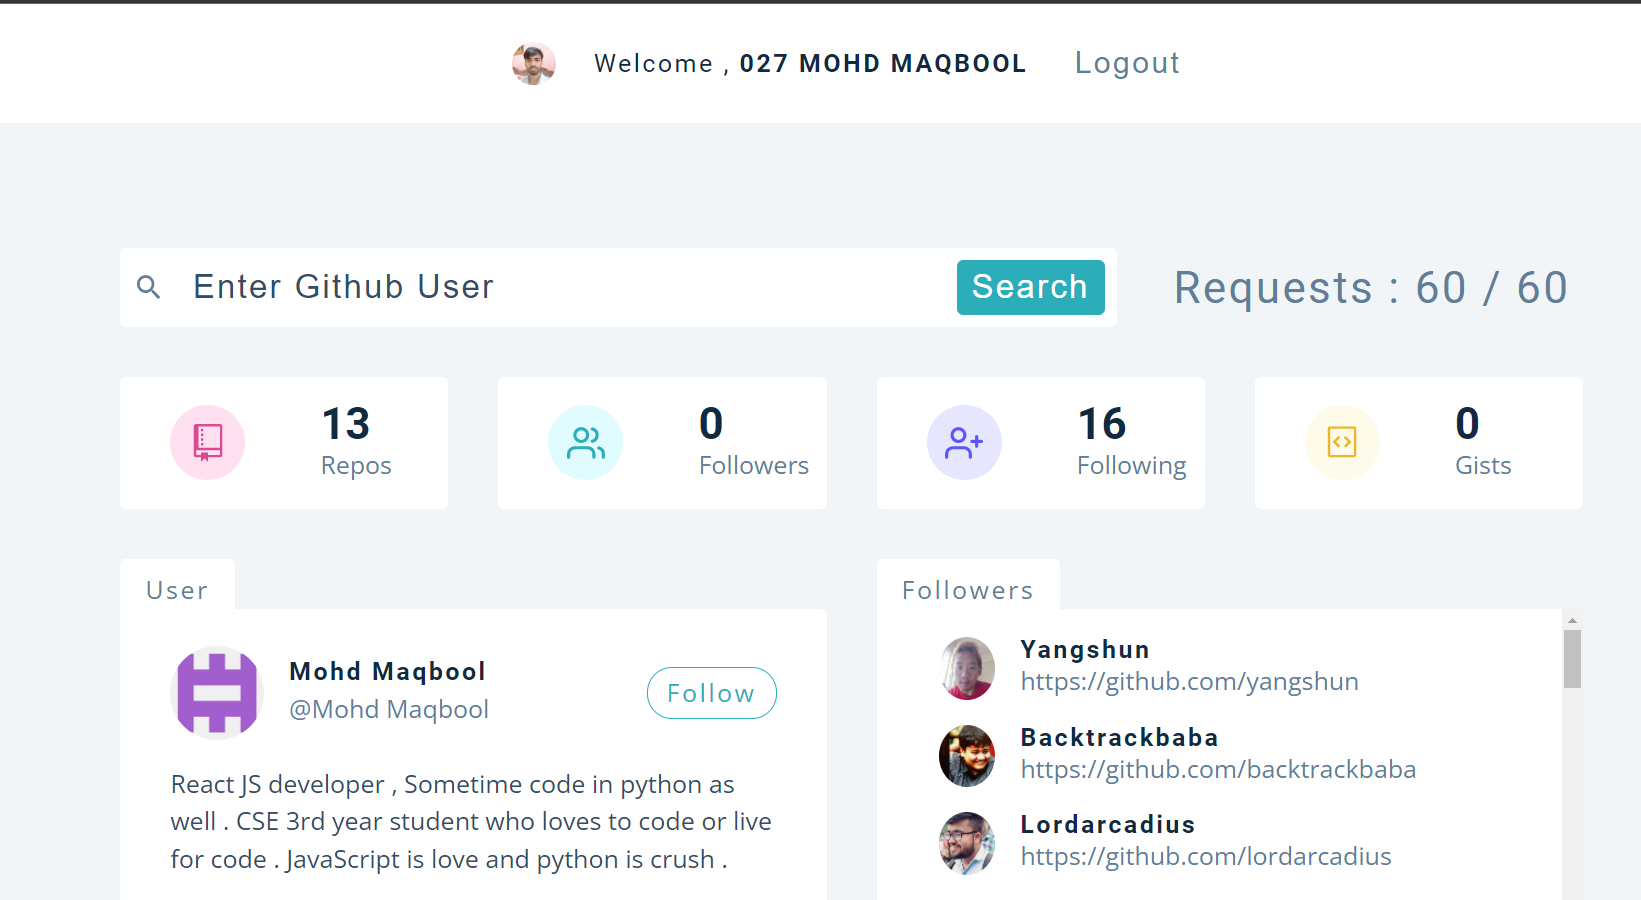 Welcome , 027 MOHD MAQBOOL Logout
Enter Github User Search Requests : 60 / 60
13
Repos
0
Followers
16
Following
0
Gists
User
Mohd Maqbool
@Mohd Maqbool
Follow
React JS developer , Sometime code in python as
well . CSE 3rd year student who loves to code or live
for code . JavaScript is love and python is crush .
Followers
Yangshun
https://github.com/yangshun
Backtrackbaba
https://github.com/backtrackbaba
Lordarcadius
https://github.com/lordarcadius